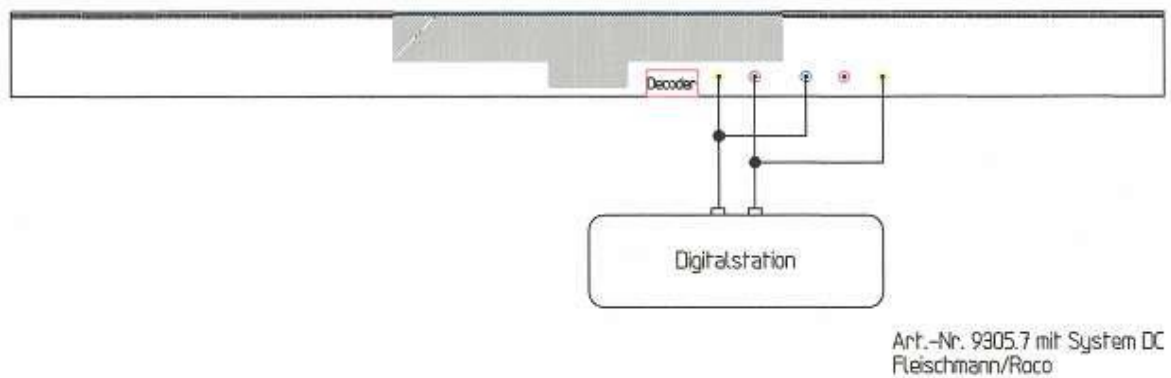 Decoder
Digitalstation
Art.-Nr. 9305.7 mit System DC
Fleischmann/Roco